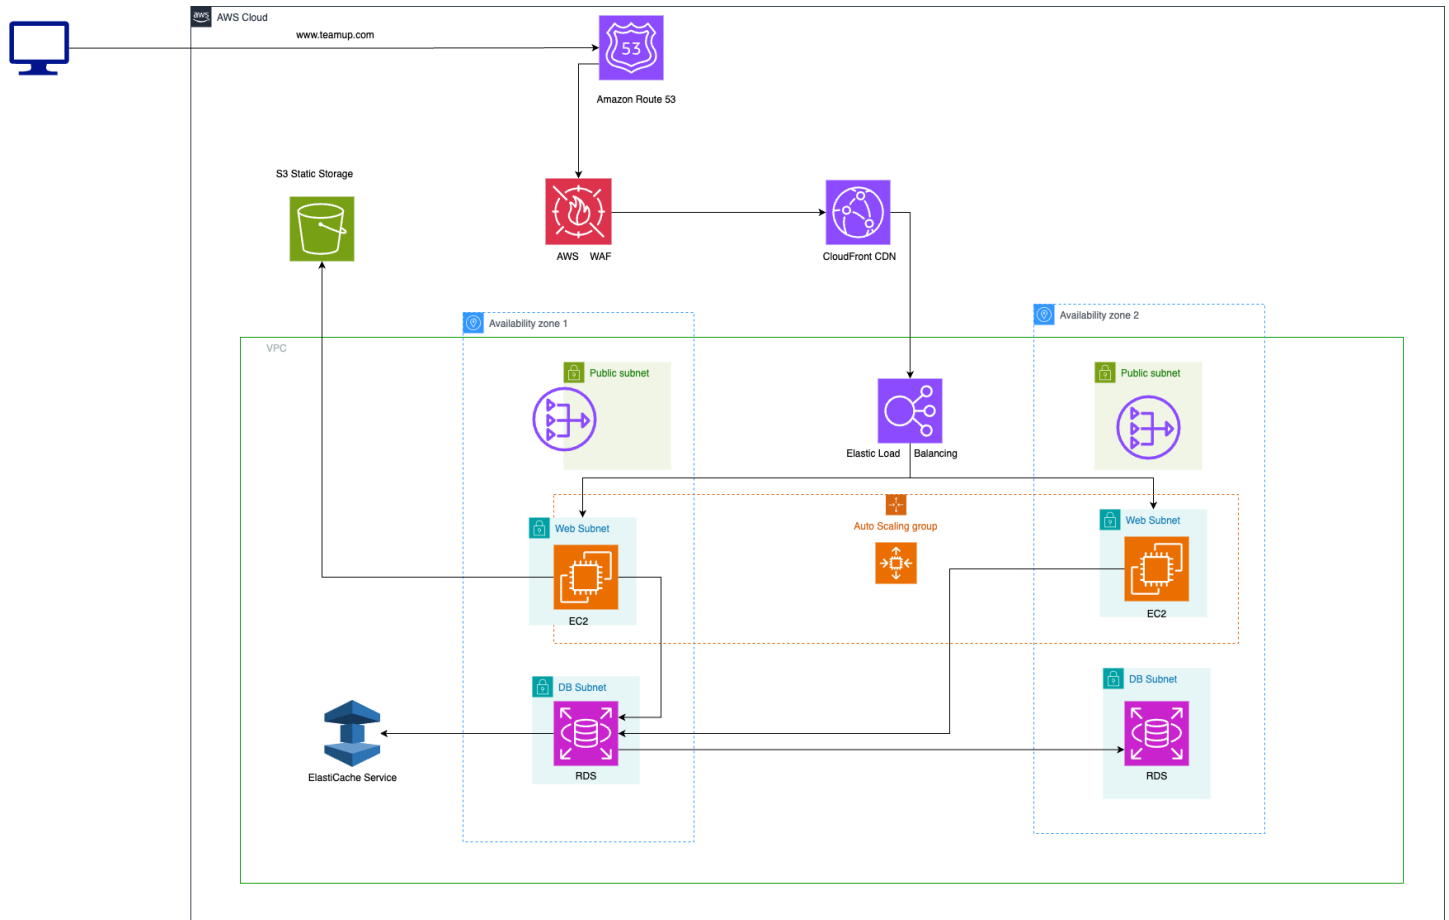 aws
AWS Cloud
www.teamup.com
53
Amazon Route 53
S3 Static Storage
AWS WAF
CloudFront CDN
Availability zone 1
Availability zone 2
VPC
Public subnet
Public subnet
Elastic Load Balancing
Web Subnet
Auto Scaling group
Web Subnet
EC2
EC2
DB Subnet
DB Subnet
ElastiCache Service
RDS
RDS